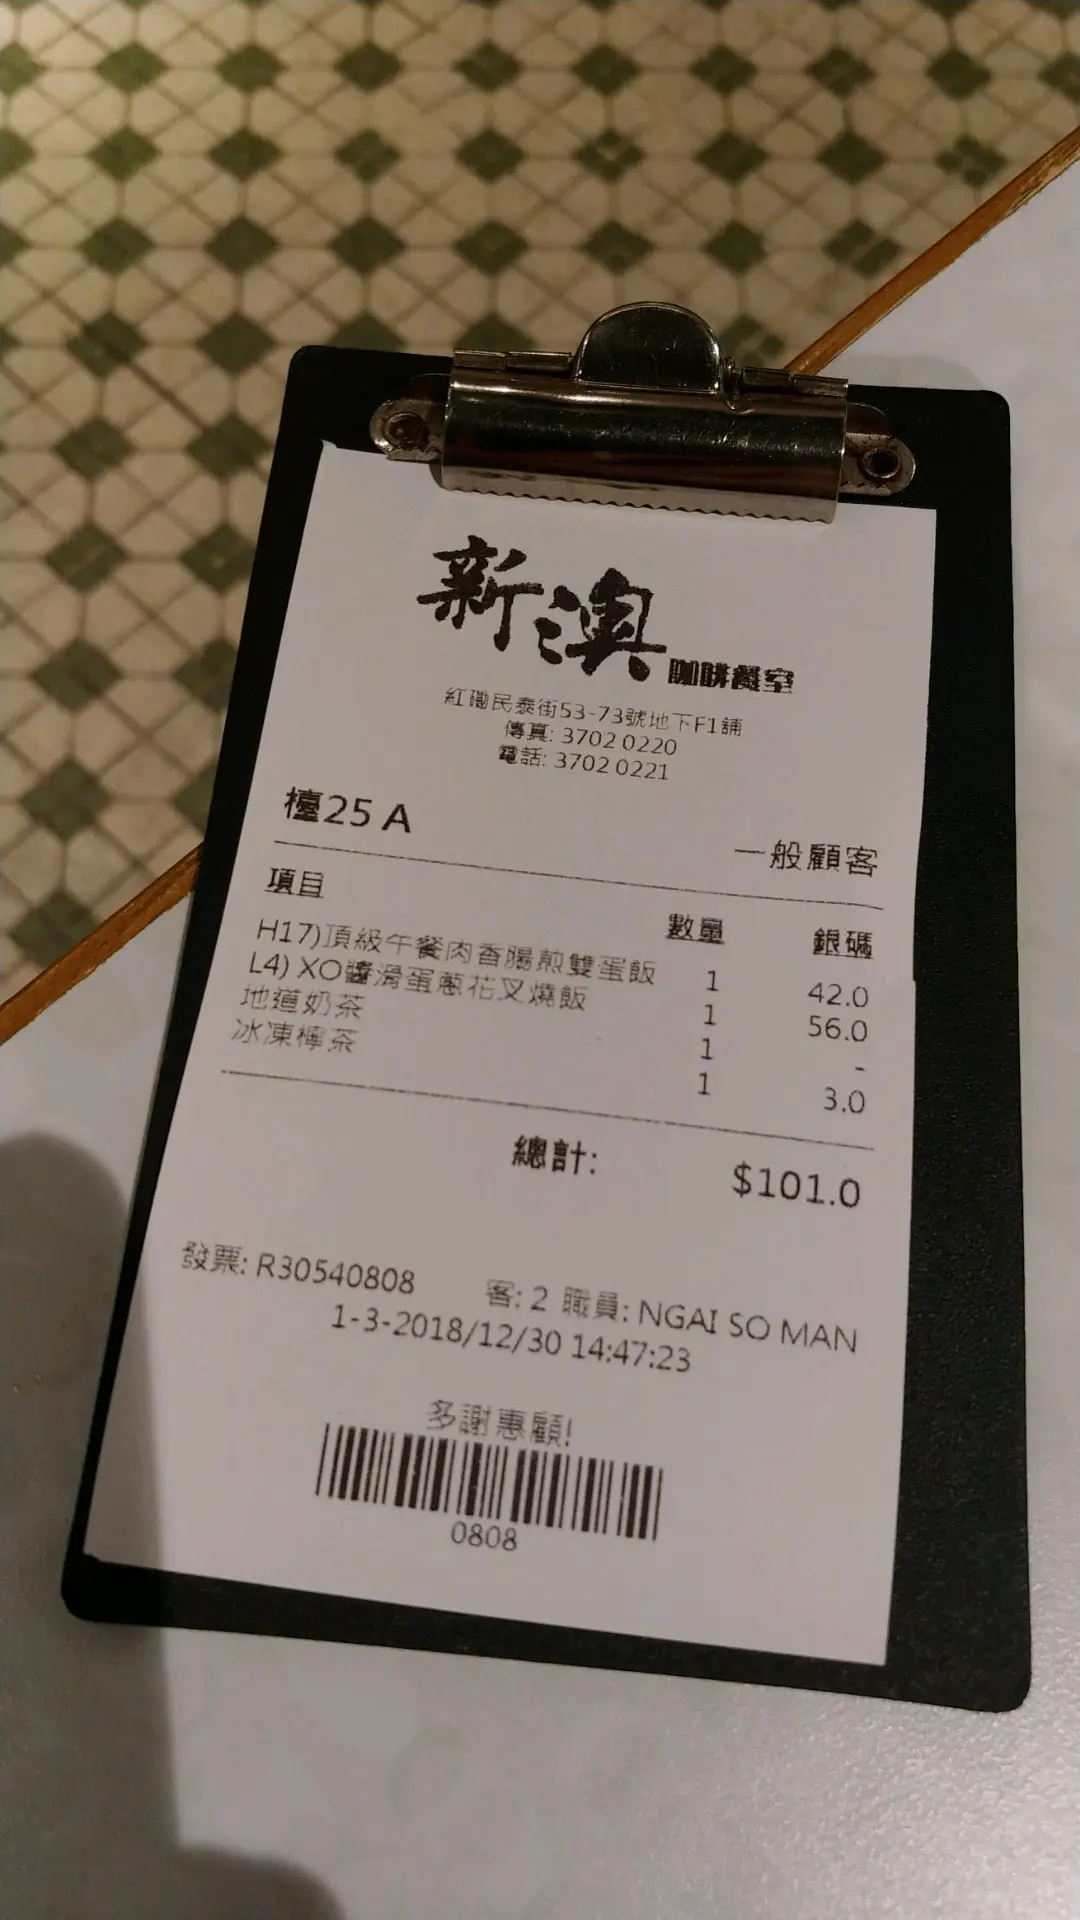 新澳 咖啡餐室
紅磡民泰街53-73號地下F1舖
傳真: 3702 0220
電話: 3702 0221
檯25 A
一般顧客
項目 數量 銀碼
H17)頂級午餐肉香腸煎雙蛋飯 1 42.0
L4) XO醬滑蛋蔥花叉燒飯 1 56.0
地道奶茶 1 -
冰凍檸茶 1 3.0
總計: $101.0
發票: R30540808 客: 2 職員: NGAI SO MAN
1-3-2018/12/30 14:47:23
多謝惠顧!
0808